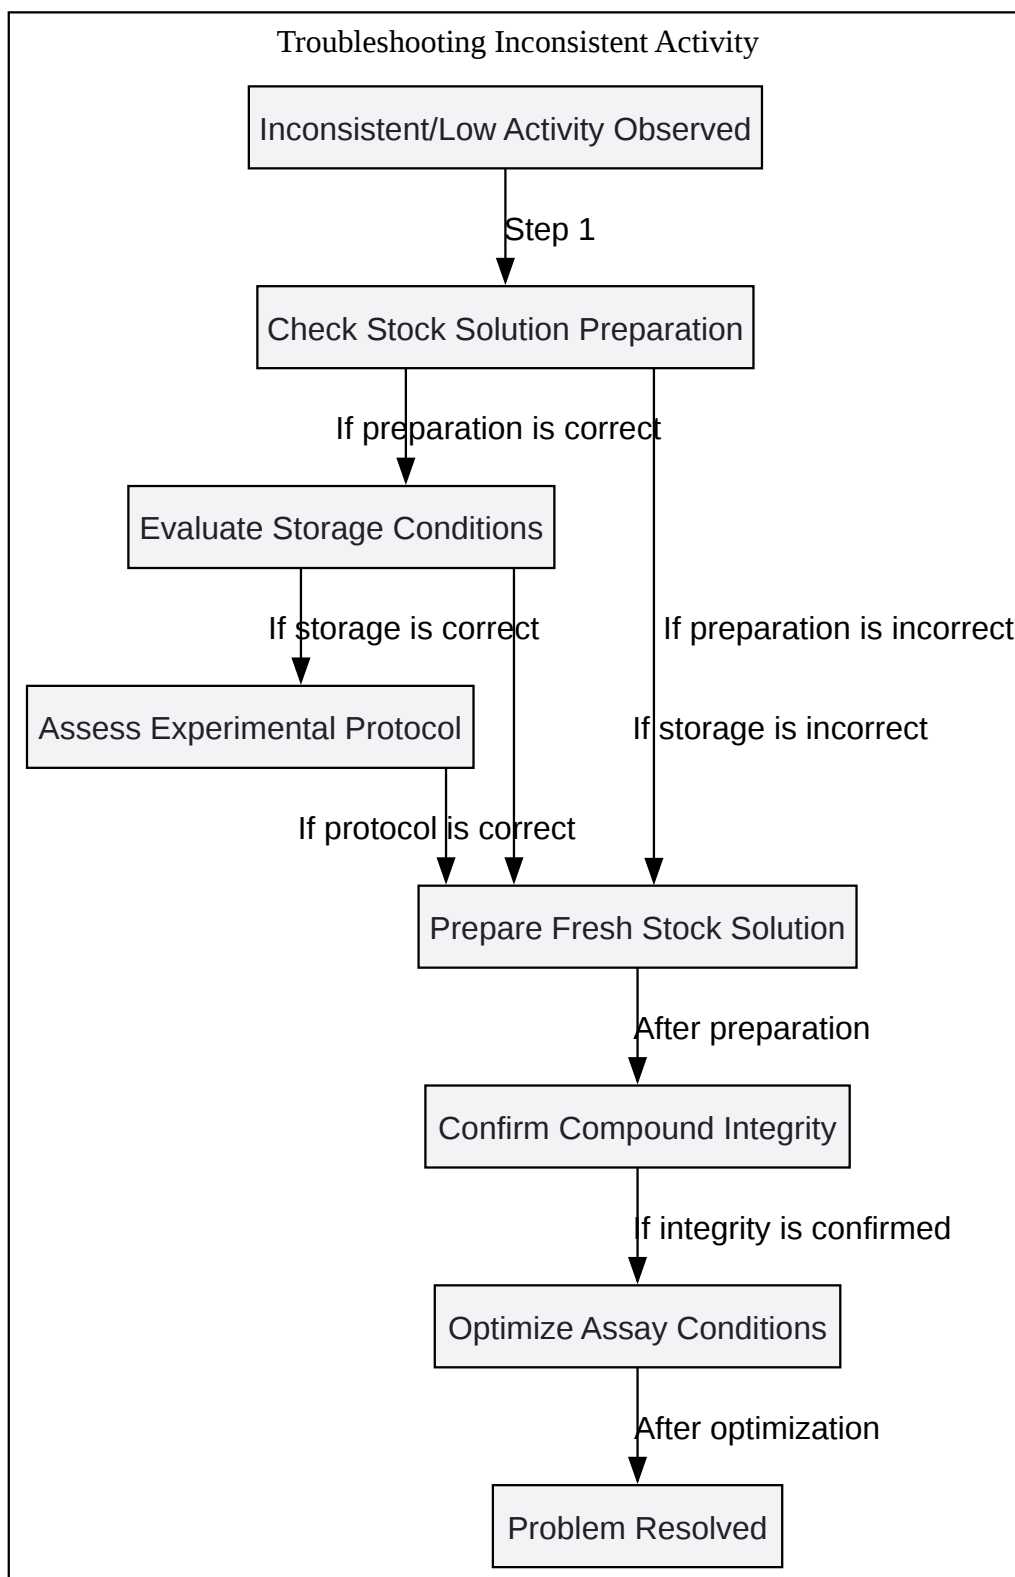 Troubleshooting Inconsistent Activity
Inconsistent/Low Activity Observed
Step 1
Check Stock Solution Preparation
If preparation is correct
Evaluate Storage Conditions
If storage is correct
If preparation is incorrect
Assess Experimental Protocol
If storage is incorrect
If protocol is correct
Prepare Fresh Stock Solution
After preparation
Confirm Compound Integrity
If integrity is confirmed
Optimize Assay Conditions
After optimization
Problem Resolved